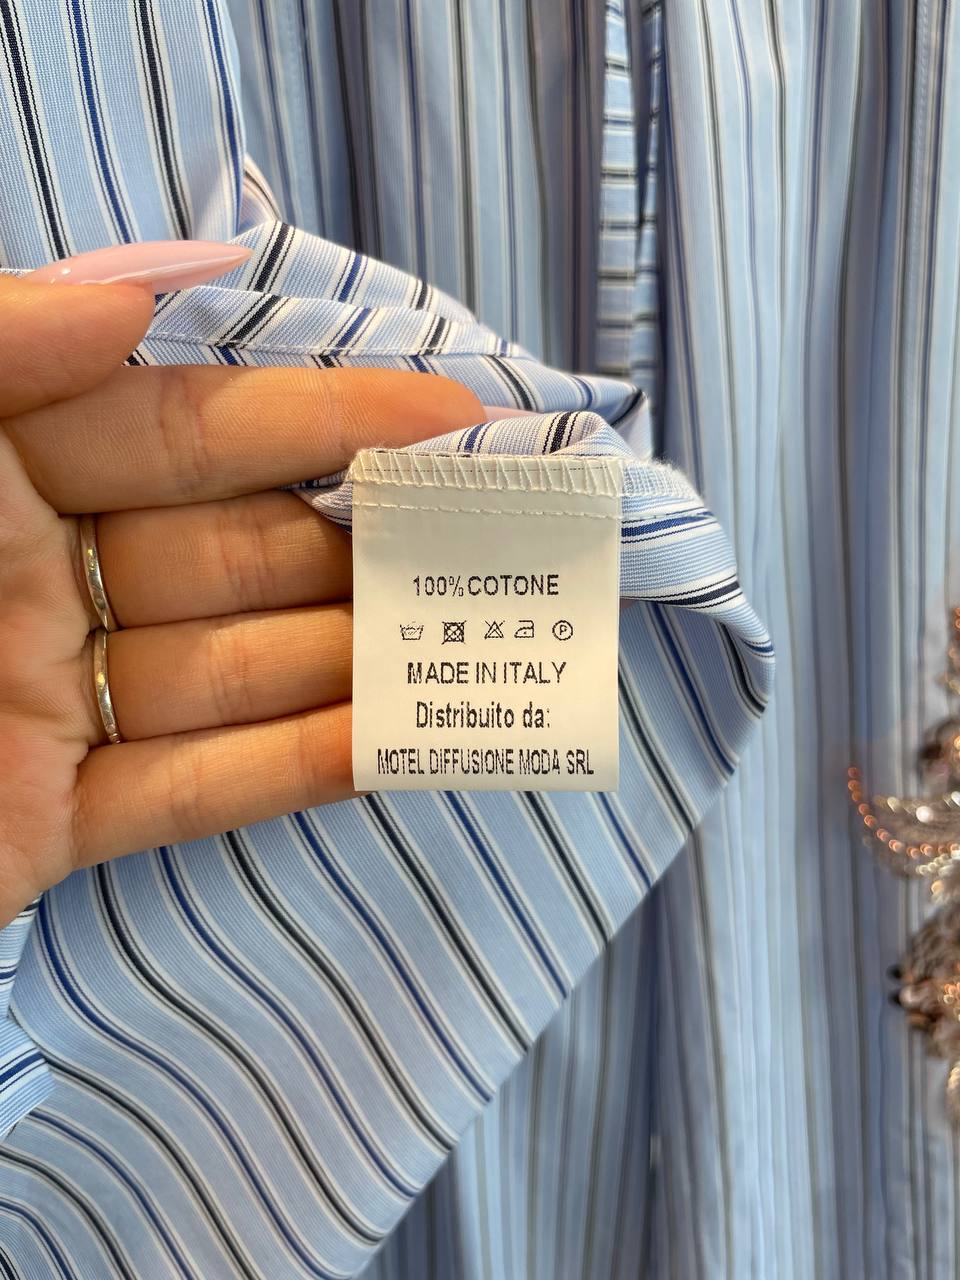 100% COTONE
P
MADE IN ITALY
Distribuito da:
MOTEL DIFFUSIONE MODA SRL